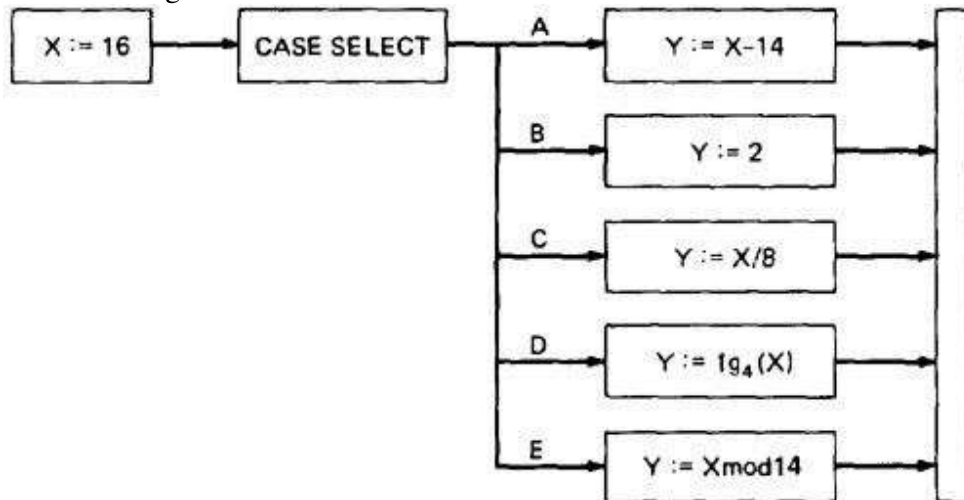 X := 16
CASE SELECT
A
Y := X-14
B
Y := 2
C
Y := X/8
D
Y := lg₄(X)
E
Y := Xmod14